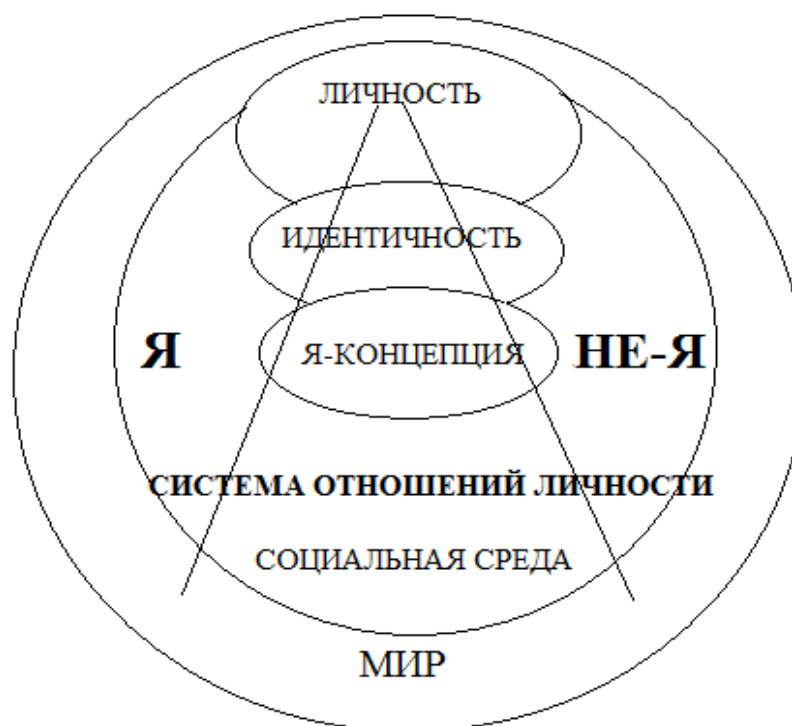 ЛИЧНОСТЬ
ИДЕНТИЧНОСТЬ
Я
Я-КОНЦЕПЦИЯ
НЕ-Я
СИСТЕМА ОТНОШЕНИЙ ЛИЧНОСТИ
СОЦИАЛЬНАЯ СРЕДА
МИР